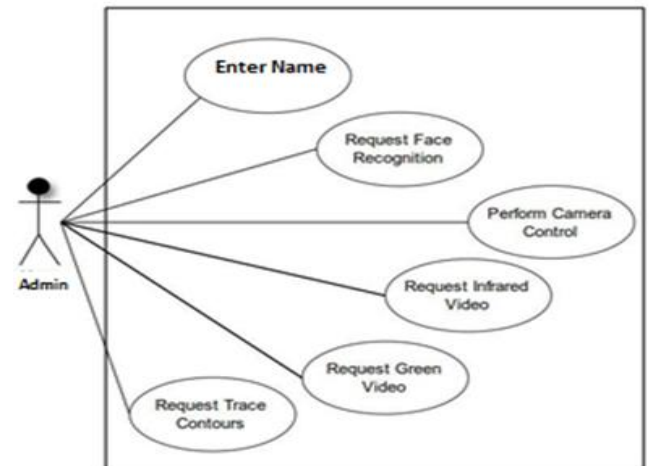 Enter Name
Request Face
Recognition
Perform Camera
Control
Admin
Request Infrared
Video
Request Green
Video
Request Trace
Contours